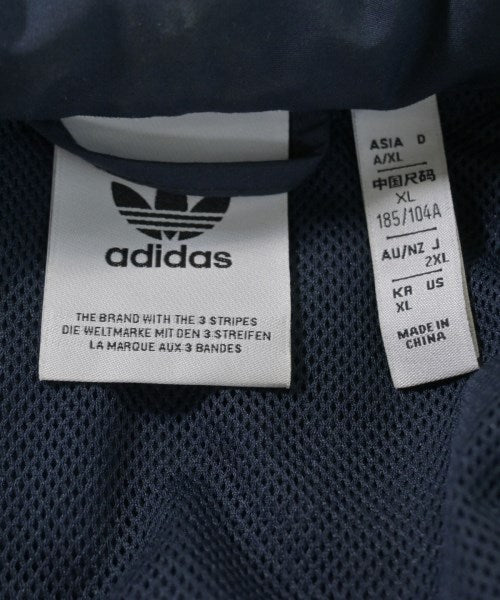 adidas
THE BRAND WITH THE 3 STRIPES
DIE WELTMARKE MIT DEN 3 STREIFEN
LA MARQUE AUX 3 BANDES
ASIA D
A/XL
中国尺码
XL
185/104A
AU/NZ J
2XL
KR US
XL
MADE IN
CHINA